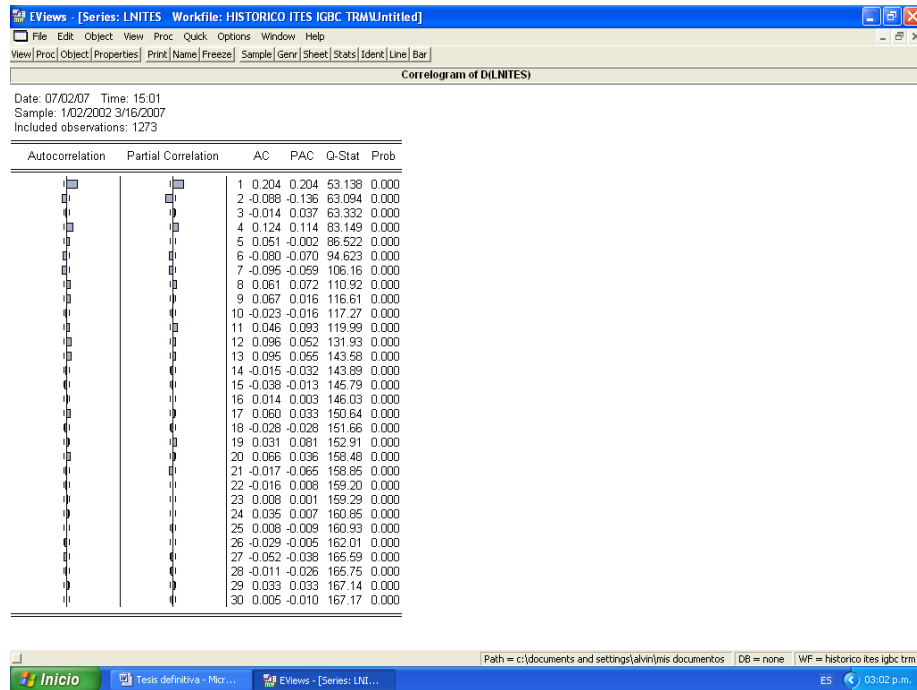 EViews - [Series: LNITES   Workfile: HISTORICO ITES IGBC TRM\Untitled]
File Edit Object View Proc Quick Options Window Help
View Proc Object Properties Print Name Freeze Sample Genr Sheet Stats Ident Line Bar
Correlogram of D(LNITES)
Date: 07/02/07 Time: 15:01
Sample: 1/02/2002 3/16/2007
Included observations: 1273
Autocorrelation Partial Correlation AC PAC Q-Stat Prob
1 0.204 0.204 53.138 0.000
2 -0.088 -0.136 63.094 0.000
3 -0.014 0.037 63.332 0.000
4 0.124 0.114 83.149 0.000
5 0.051 -0.002 86.522 0.000
6 -0.080 -0.070 94.623 0.000
7 -0.095 -0.059 106.16 0.000
8 0.061 0.072 110.92 0.000
9 0.067 0.016 116.61 0.000
10 -0.023 -0.016 117.27 0.000
11 0.046 0.093 119.99 0.000
12 0.096 0.052 131.93 0.000
13 0.095 0.055 143.58 0.000
14 -0.015 -0.032 143.89 0.000
15 -0.038 -0.013 145.79 0.000
16 0.014 0.003 146.03 0.000
17 0.060 0.033 150.64 0.000
18 -0.028 -0.028 151.66 0.000
19 0.031 0.081 152.91 0.000
20 0.066 0.036 158.48 0.000
21 -0.017 -0.065 158.85 0.000
22 -0.016 0.008 159.20 0.000
23 0.008 0.001 159.29 0.000
24 0.035 0.007 160.85 0.000
25 0.008 -0.009 160.93 0.000
26 -0.029 -0.005 162.01 0.000
27 -0.052 -0.038 165.59 0.000
28 -0.011 -0.026 165.75 0.000
29 0.033 0.033 167.14 0.000
30 0.005 -0.010 167.17 0.000
Path = c:\documents and settings\alvin\mis documentos DB = none WF = historico ites igbc trm
Inicio Tesis definitiva - Micr... EViews - [Series: LNI... ES 03:02 p.m.